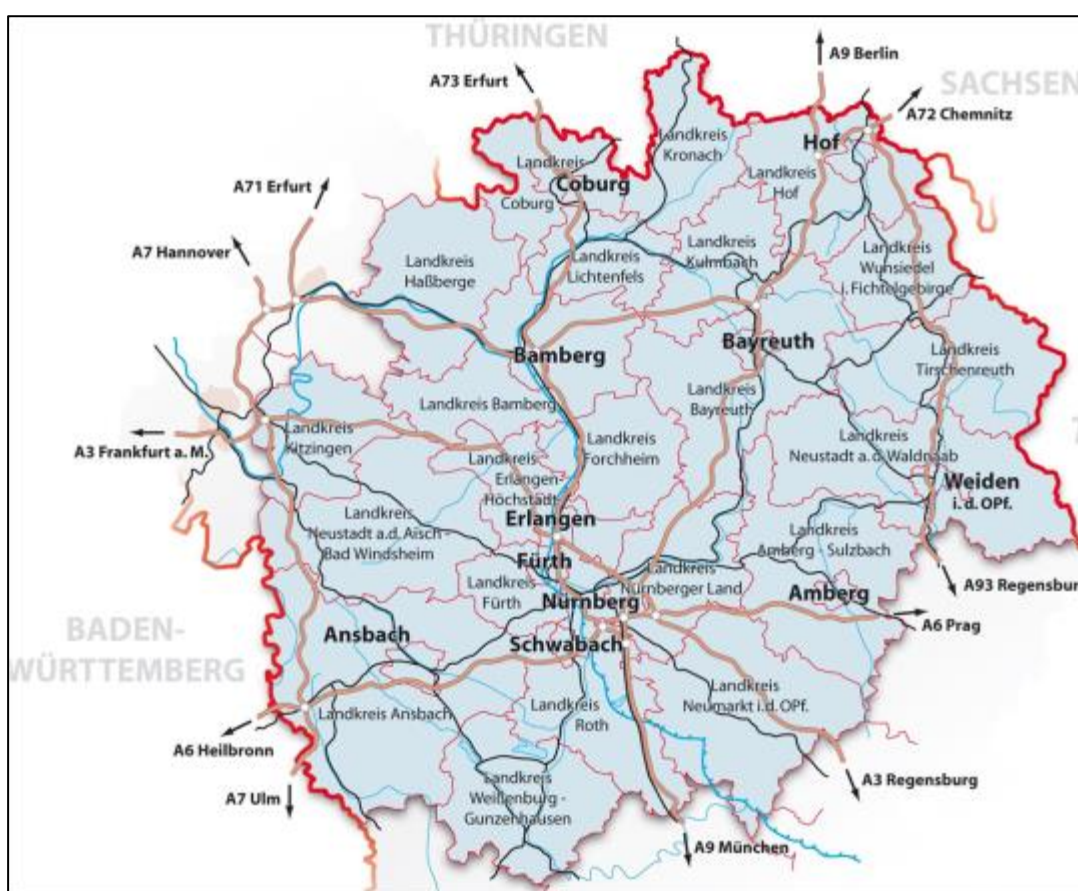 THÜRINGEN
A9 Berlin
SACHSEN
A73 Erfurt
A72 Chemnitz
Landkreis
Kronach
Hof
Landkreis
Hof
Landkreis
Coburg
Coburg
A71 Erfurt
A7 Hannover
Landkreis
Haßberge
Landkreis
Lichtenfels
Landkreis
Kulmbach
Landkreis
Wunsiedel
i. Fichtelgebirge
Bamberg
Bayreuth
Landkreis
Tirschenreuth
Landkreis Bamberg
Landkreis
Bayreuth
A3 Frankfurt a. M.
Landkreis
Kitzingen
Landkreis
Forchheim
Landkreis
Erlangen-
Höchstadt
Landkreis
Neustadt a. d. Waldnaab
Weiden
i. d. OPf.
Landkreis
Neustadt a.d. Aisch -
Bad Windsheim
Erlangen
Landkreis
Amberg - Sulzbach
Fürth
Landkreis
Fürth
Landkreis
Nürnberger Land
Nürnberg
Amberg
A93 Regensbur
A6 Prag
BADEN-
WÜRTTEMBERG
Ansbach
Schwabach
Landkreis
Neumarkt i.d. OPf.
Landkreis Ansbach
Landkreis
Roth
A6 Heilbronn
A7 Ulm
Landkreis
Weißenburg -
Gunzenhausen
A3 Regensburg
A9 München